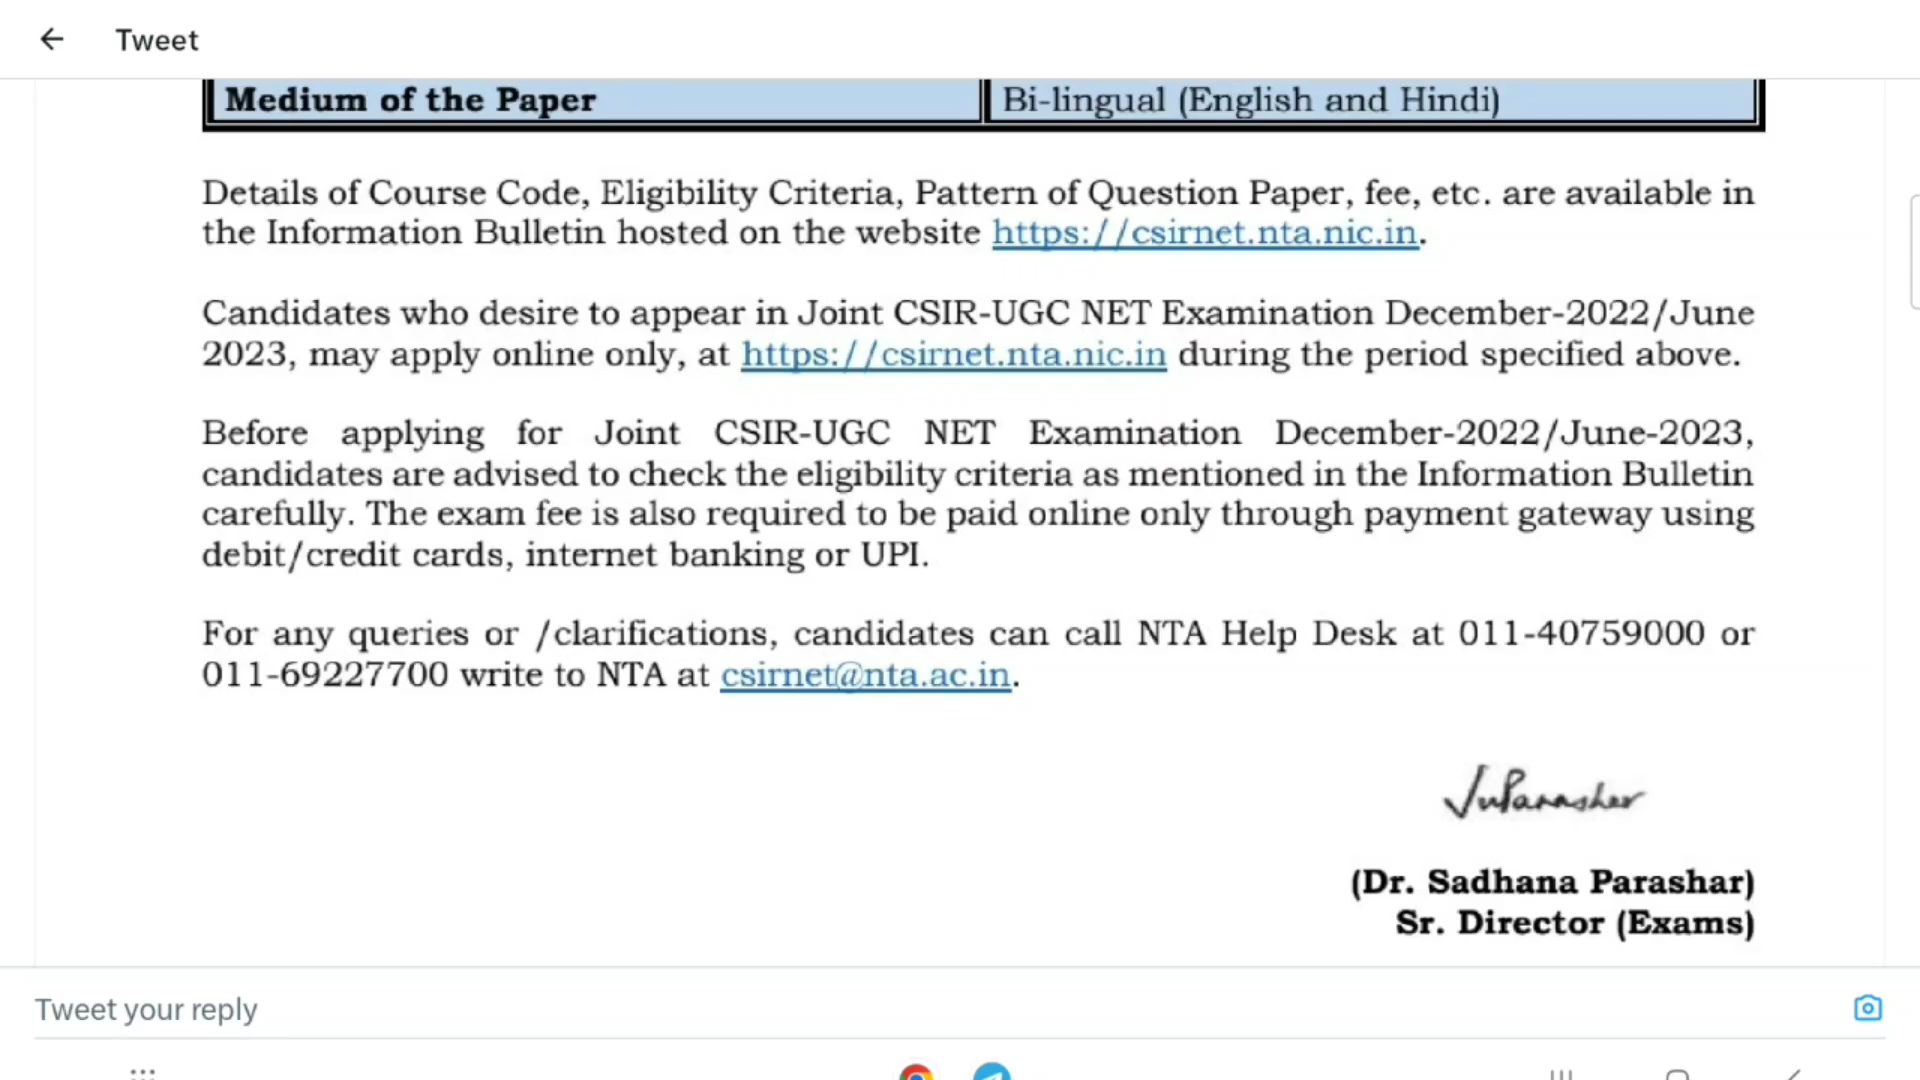 Tweet
Medium of the Paper Bi-lingual (English and Hindi)
Details of Course Code, Eligibility Criteria, Pattern of Question Paper, fee, etc. are available in
the Information Bulletin hosted on the website https://csirnet.nta.nic.in.
Candidates who desire to appear in Joint CSIR-UGC NET Examination December-2022/June
2023, may apply online only, at https://csirnet.nta.nic.in during the period specified above.
Before applying for Joint CSIR-UGC NET Examination December-2022/June-2023,
candidates are advised to check the eligibility criteria as mentioned in the Information Bulletin
carefully. The exam fee is also required to be paid online only through payment gateway using
debit/credit cards, internet banking or UPI.
For any queries or /clarifications, candidates can call NTA Help Desk at 011-40759000 or
011-69227700 write to NTA at csirnet@nta.ac.in.
(Dr. Sadhana Parashar)
Sr. Director (Exams)
Tweet your reply